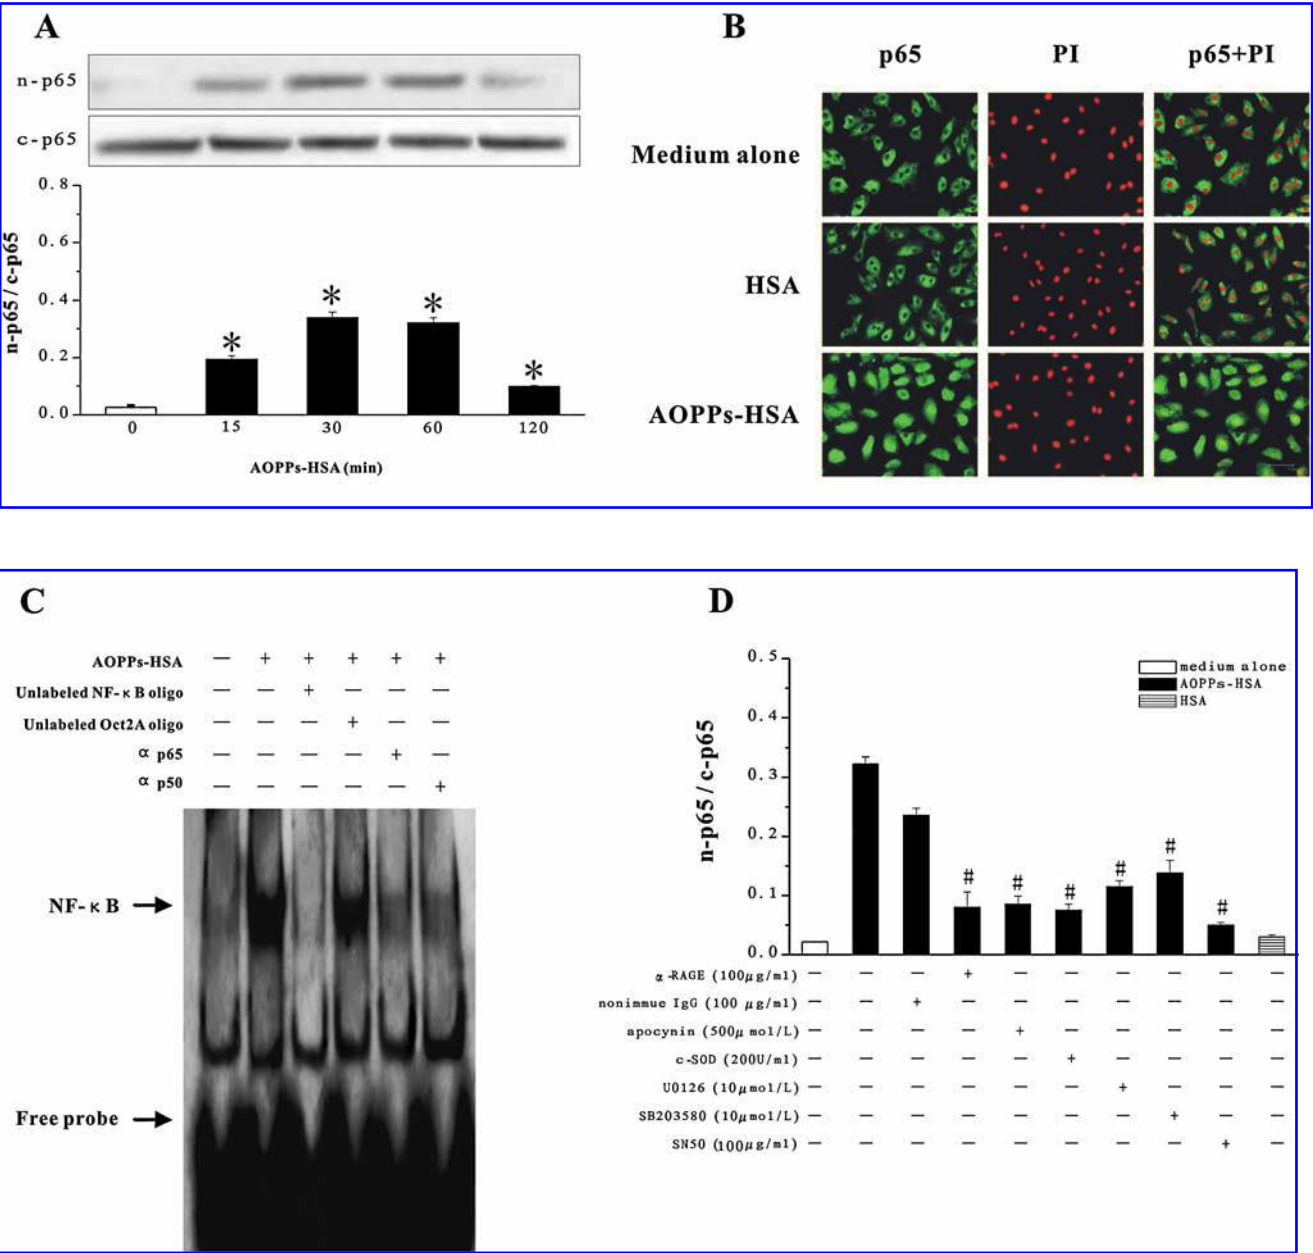 A
n-p65
c-p65
0.8
0.6
0.4
0.2
0.0
n-p65 / c-p65
* * * *
0 15 30 60 120
AOPPs-HSA (min)
B
p65 PI p65+PI
Medium alone
HSA
AOPPs-HSA
C
AOPPs-HSA — + + + + +
Unlabeled NF-κB oligo — — + — — —
Unlabeled Oct2A oligo — — — + — —
α p65 — — — — + —
α p50 — — — — — +
NF-κB
Free probe
D
0.5
0.4
0.3
0.2
0.1
0.0
n-p65 / c-p65
medium alone
AOPPs-HSA
HSA
# # # # # #
α-RAGE (100μg/ml) — — — + — — — — — —
nonimmue IgG (100 μg/ml) — — + — — — — — — —
apocynin (500μ mol/L) — — — — + — — — — —
c-SOD (200U/ml) — — — — — + — — — —
U0126 (10μmol/L) — — — — — — + — — —
SB203580 (10μmol/L) — — — — — — — + — —
SN50 (100μg/ml) — — — — — — — — + —